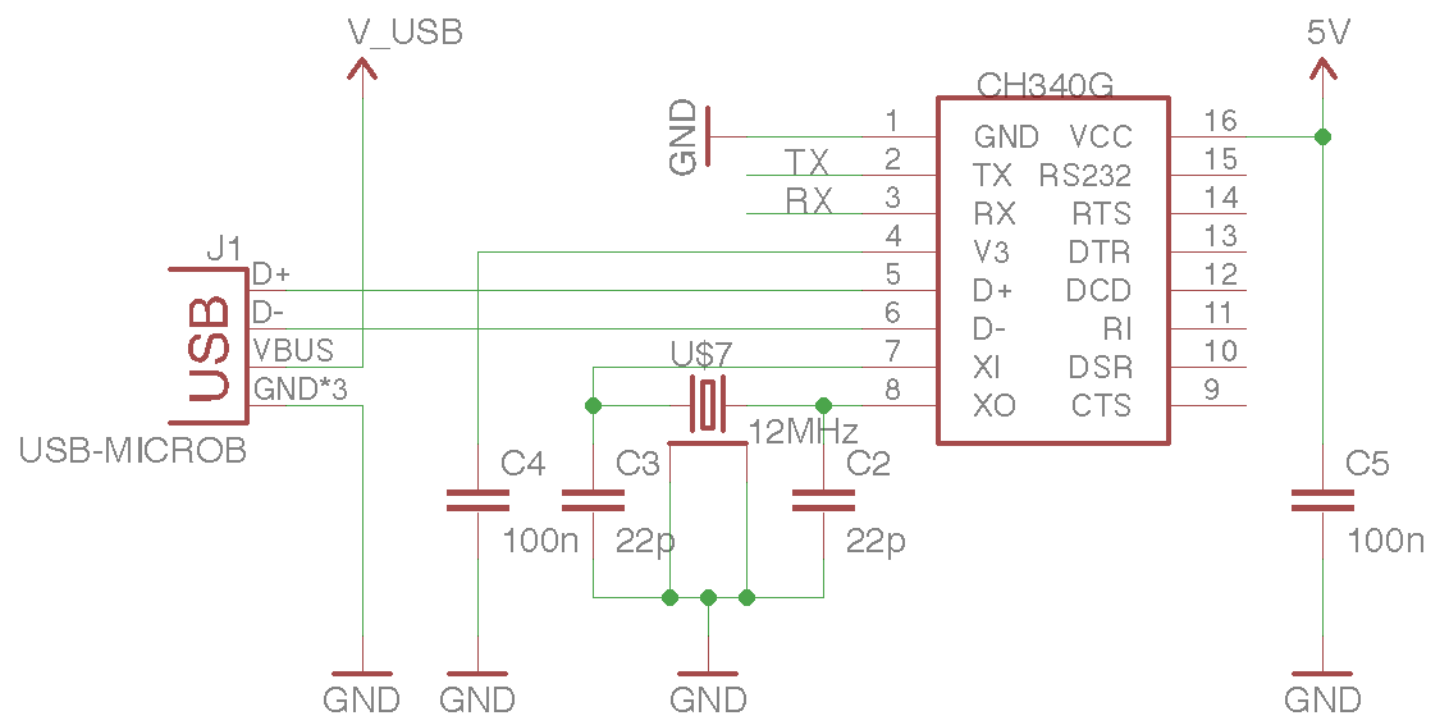 V_USB
5V
CH340G
GND
1 GND VCC 16
TX 2 TX RS232 15
RX 3 RX RTS 14
4 V3 DTR 13
5 D+ DCD 12
6 D- RI 11
7 XI DSR 10
8 XO CTS 9
J1
USB
D+
D-
VBUS
GND*3
USB-MICROB
U$7
12MHz
C4
100n
C3
22p
C2
22p
C5
100n
GND
GND
GND
GND